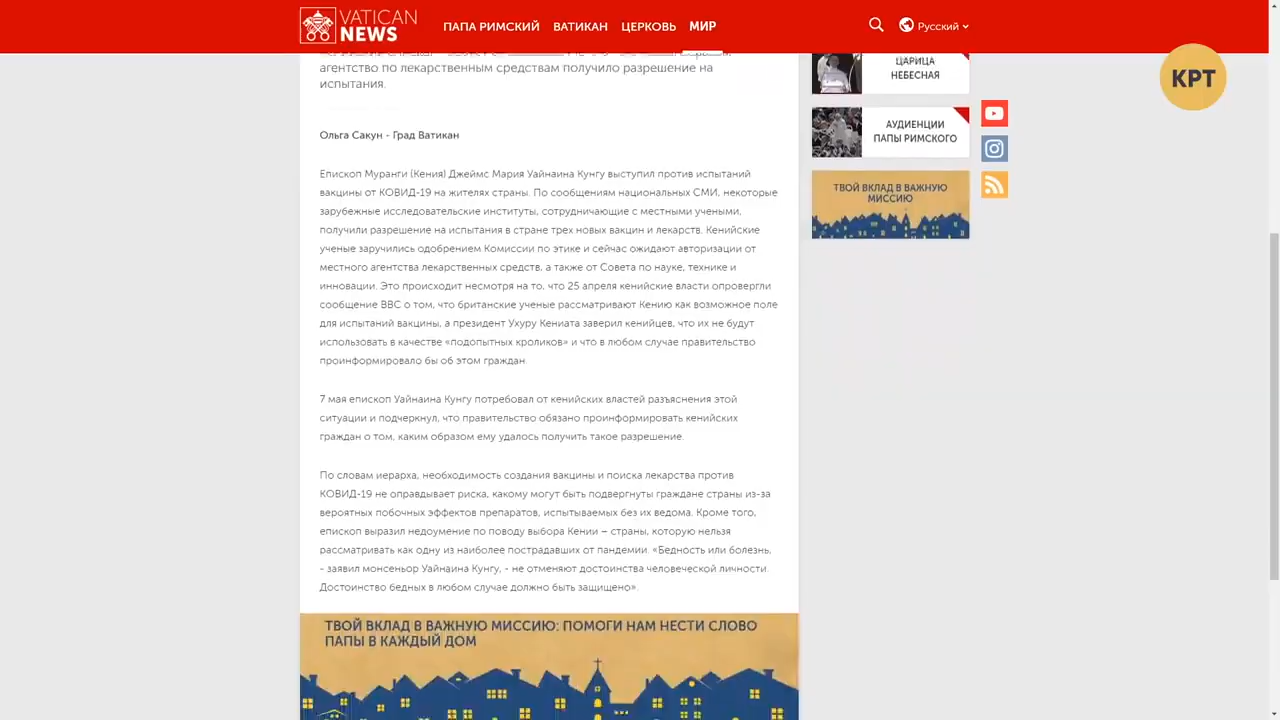 VATICAN
NEWS
ПАПА РИМСКИЙ ВАТИКАН ЦЕРКОВЬ МИР
Русский
КРТ
агентство по лекарственным средствам получило разрешение на
испытания.
Ольга Сакун - Град Ватикан
Епископ Муранги (Кения) Джеймс Мария Уайнаина Кунгу выступил против испытаний
вакцины от КОВИД-19 на жителях страны. По сообщениям национальных СМИ, некоторые
зарубежные исследовательские институты, сотрудничающие с местными учеными,
получили разрешение на испытания в стране трех новых вакцин и лекарств. Кенийские
ученые заручились одобрением Комиссии по этике и сейчас ожидают авторизации от
местного агентства лекарственных средств, а также от Совета по науке, технике и
инновации. Это происходит несмотря на то, что 25 апреля кенийские власти опровергли
сообщение ВВС о том, что британские ученые рассматривают Кению как возможное поле
для испытаний вакцины, а президент Ухуру Кениата заверил кенийцев, что их не будут
использовать в качестве «подопытных кроликов» и что в любом случае правительство
проинформировало бы об этом граждан.
7 мая епископ Уайнаина Кунгу потребовал от кенийских властей разъяснения этой
ситуации и подчеркнул, что правительство обязано проинформировать кенийских
граждан о том, каким образом ему удалось получить такое разрешение.
По словам иерарха, необходимость создания вакцины и поиска лекарства против
КОВИД-19 не оправдывает риска, какому могут быть подвергнуты граждане страны из-за
вероятных побочных эффектов препаратов, испытываемых без их ведома. Кроме того,
епископ выразил недоумение по поводу выбора Кении – страны, которую нельзя
рассматривать как одну из наиболее пострадавших от пандемии. «Бедность или болезнь,
- заявил монсеньор Уайнаина Кунгу, - не отменяют достоинства человеческой личности.
Достоинство бедных в любом случае должно быть защищено».
ТВОЙ ВКЛАД В ВАЖНУЮ МИССИЮ: ПОМОГИ НАМ НЕСТИ СЛОВО
ПАПЫ В КАЖДЫЙ ДОМ
ЦАРИЦА
НЕБЕСНАЯ
АУДИЕНЦИИ
ПАПЫ РИМСКОГО
ТВОЙ ВКЛАД В ВАЖНУЮ
МИССИЮ